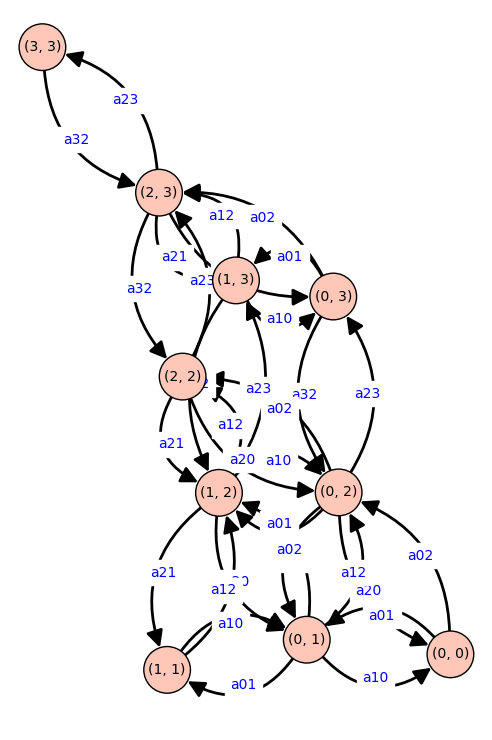 (3, 3)
a23
a32
(2, 3)
a12
a02
a21
a01
a23
(1, 3)
a32
(0, 3)
a10
(2, 2)
a23
a32
a23
a02
a12
a21
a20
a10
(1, 2)
(0, 2)
a01
a02
a02
a21
a12
a12
a20
a10
a01
(0, 1)
(1, 1)
(0, 0)
a01
a10